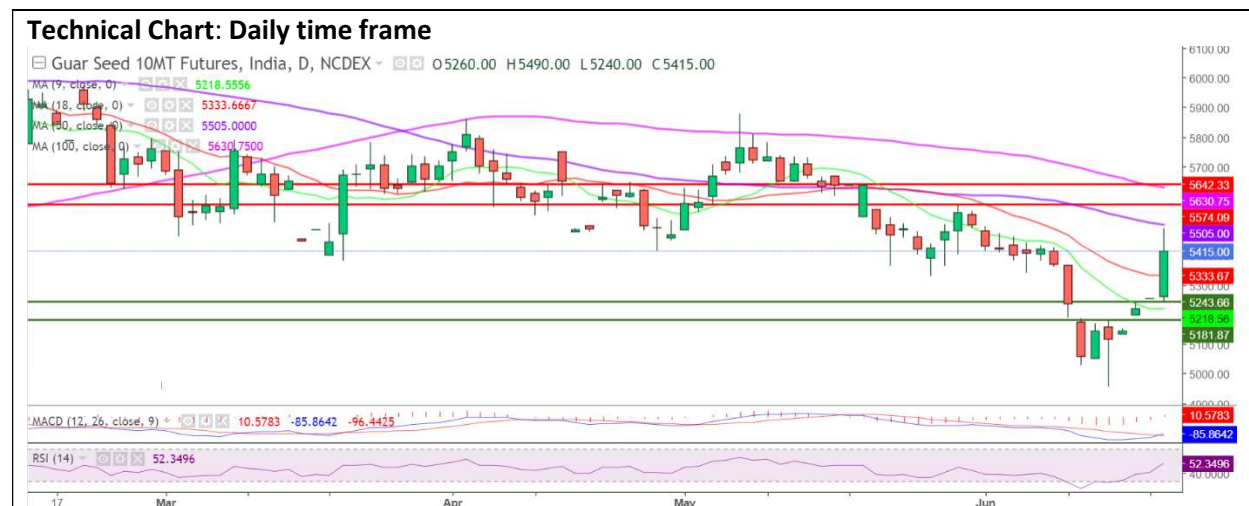 Technical Chart: Daily time frame
Guar Seed 10MT Futures, India, D, NCDEX O5260.00 H5490.00 L5240.00 C5415.00
MA (9, close, 0) 5218.5556
MA (18, close, 0) 5333.6667
MA (50, close, 0) 5505.0000
MA (100, close, 0) 5630.7500
6100.00
6000.00
5900.00
5800.00
5700.00
5642.33
5630.75
5574.09
5505.00
5415.00
5333.67
5300.00
5243.66
5218.56
5181.87
5100.00
5000.00
MACD (12, 26, close, 9) 10.5783 -85.8642 -96.4425
10.5783
-85.8642
RSI (14) 52.3496
52.3496
40.0000
17 Mar Apr May Jun